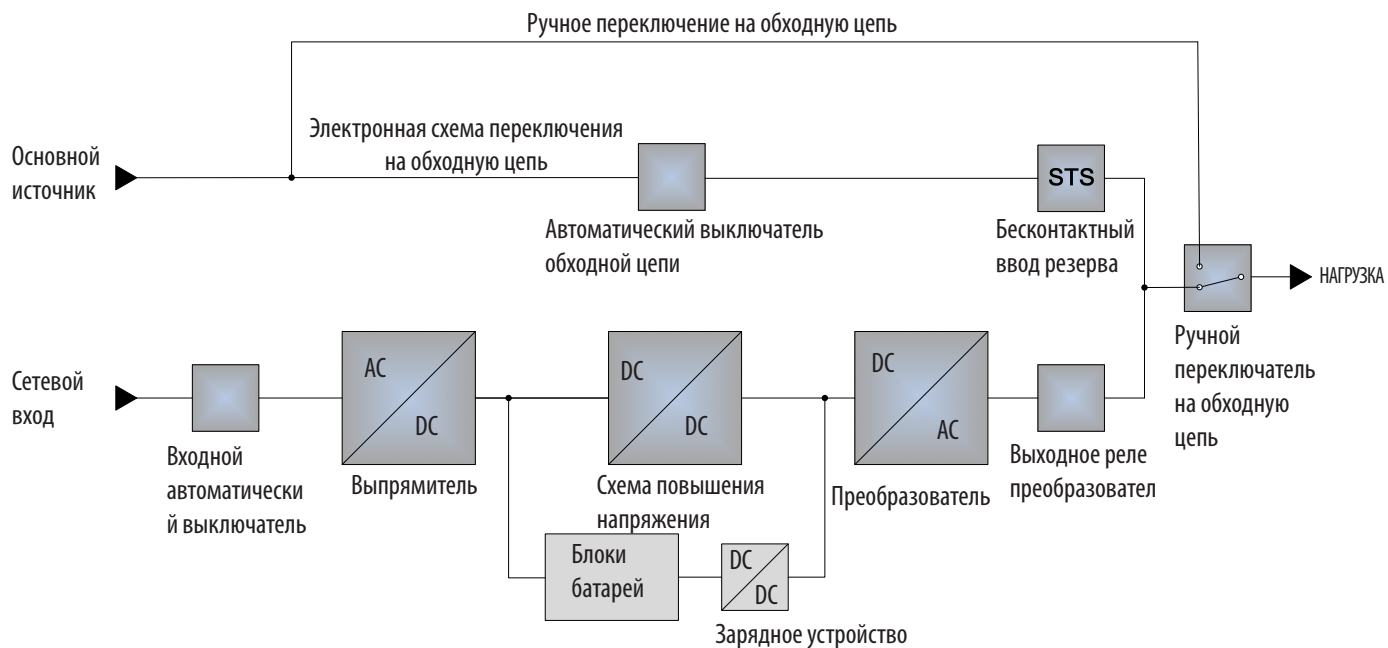 Ручное переключение на обходную цепь
Электронная схема переключения
на обходную цепь
Основной
источник
STS
Автоматический выключатель
обходной цепи
Бесконтактный
ввод резерва
НАГРУЗКА
Ручной
переключатель
на обходную
цепь
Сетевой
вход
AC
DC
DC
DC
DC
AC
Входной
автоматически
й выключатель
Выпрямитель
Схема повышения
напряжения
Преобразователь
Выходное реле
преобразовател
Блоки
батарей
DC
DC
Зарядное устройство